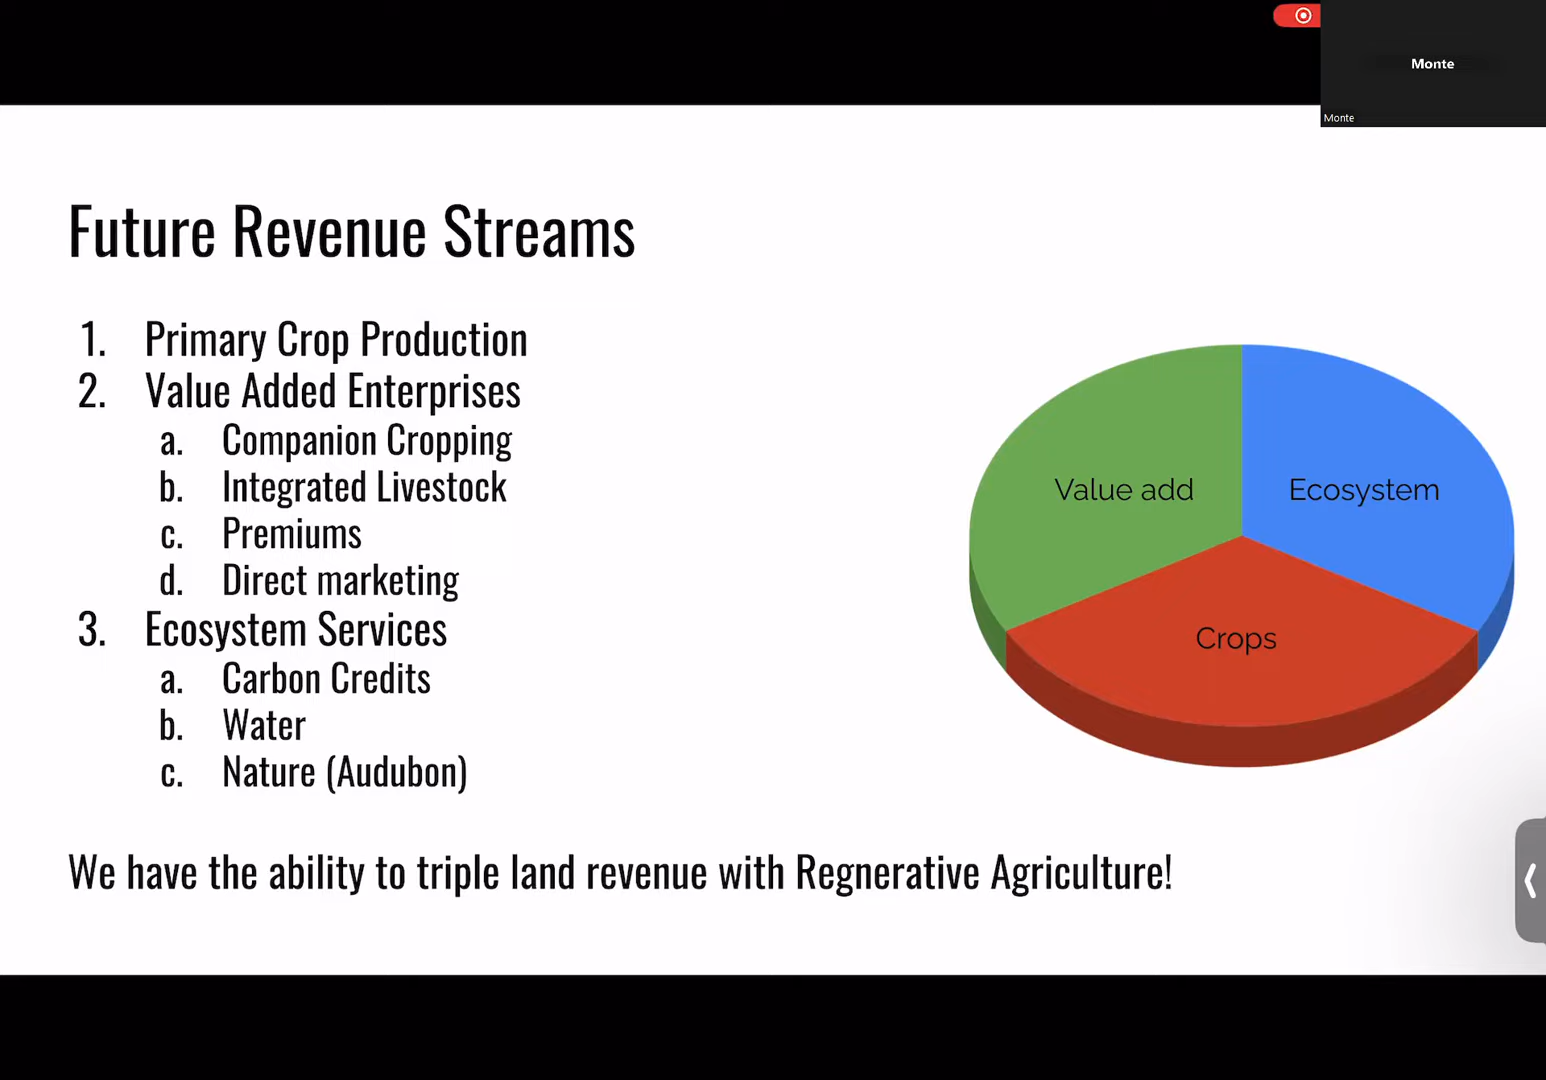 Monte
Monte
Future Revenue Streams
1. Primary Crop Production
2. Value Added Enterprises
a. Companion Cropping
b. Integrated Livestock
c. Premiums
d. Direct marketing
3. Ecosystem Services
a. Carbon Credits
b. Water
c. Nature (Audubon)
Value add
Ecosystem
Crops
We have the ability to triple land revenue with Regnerative Agriculture!